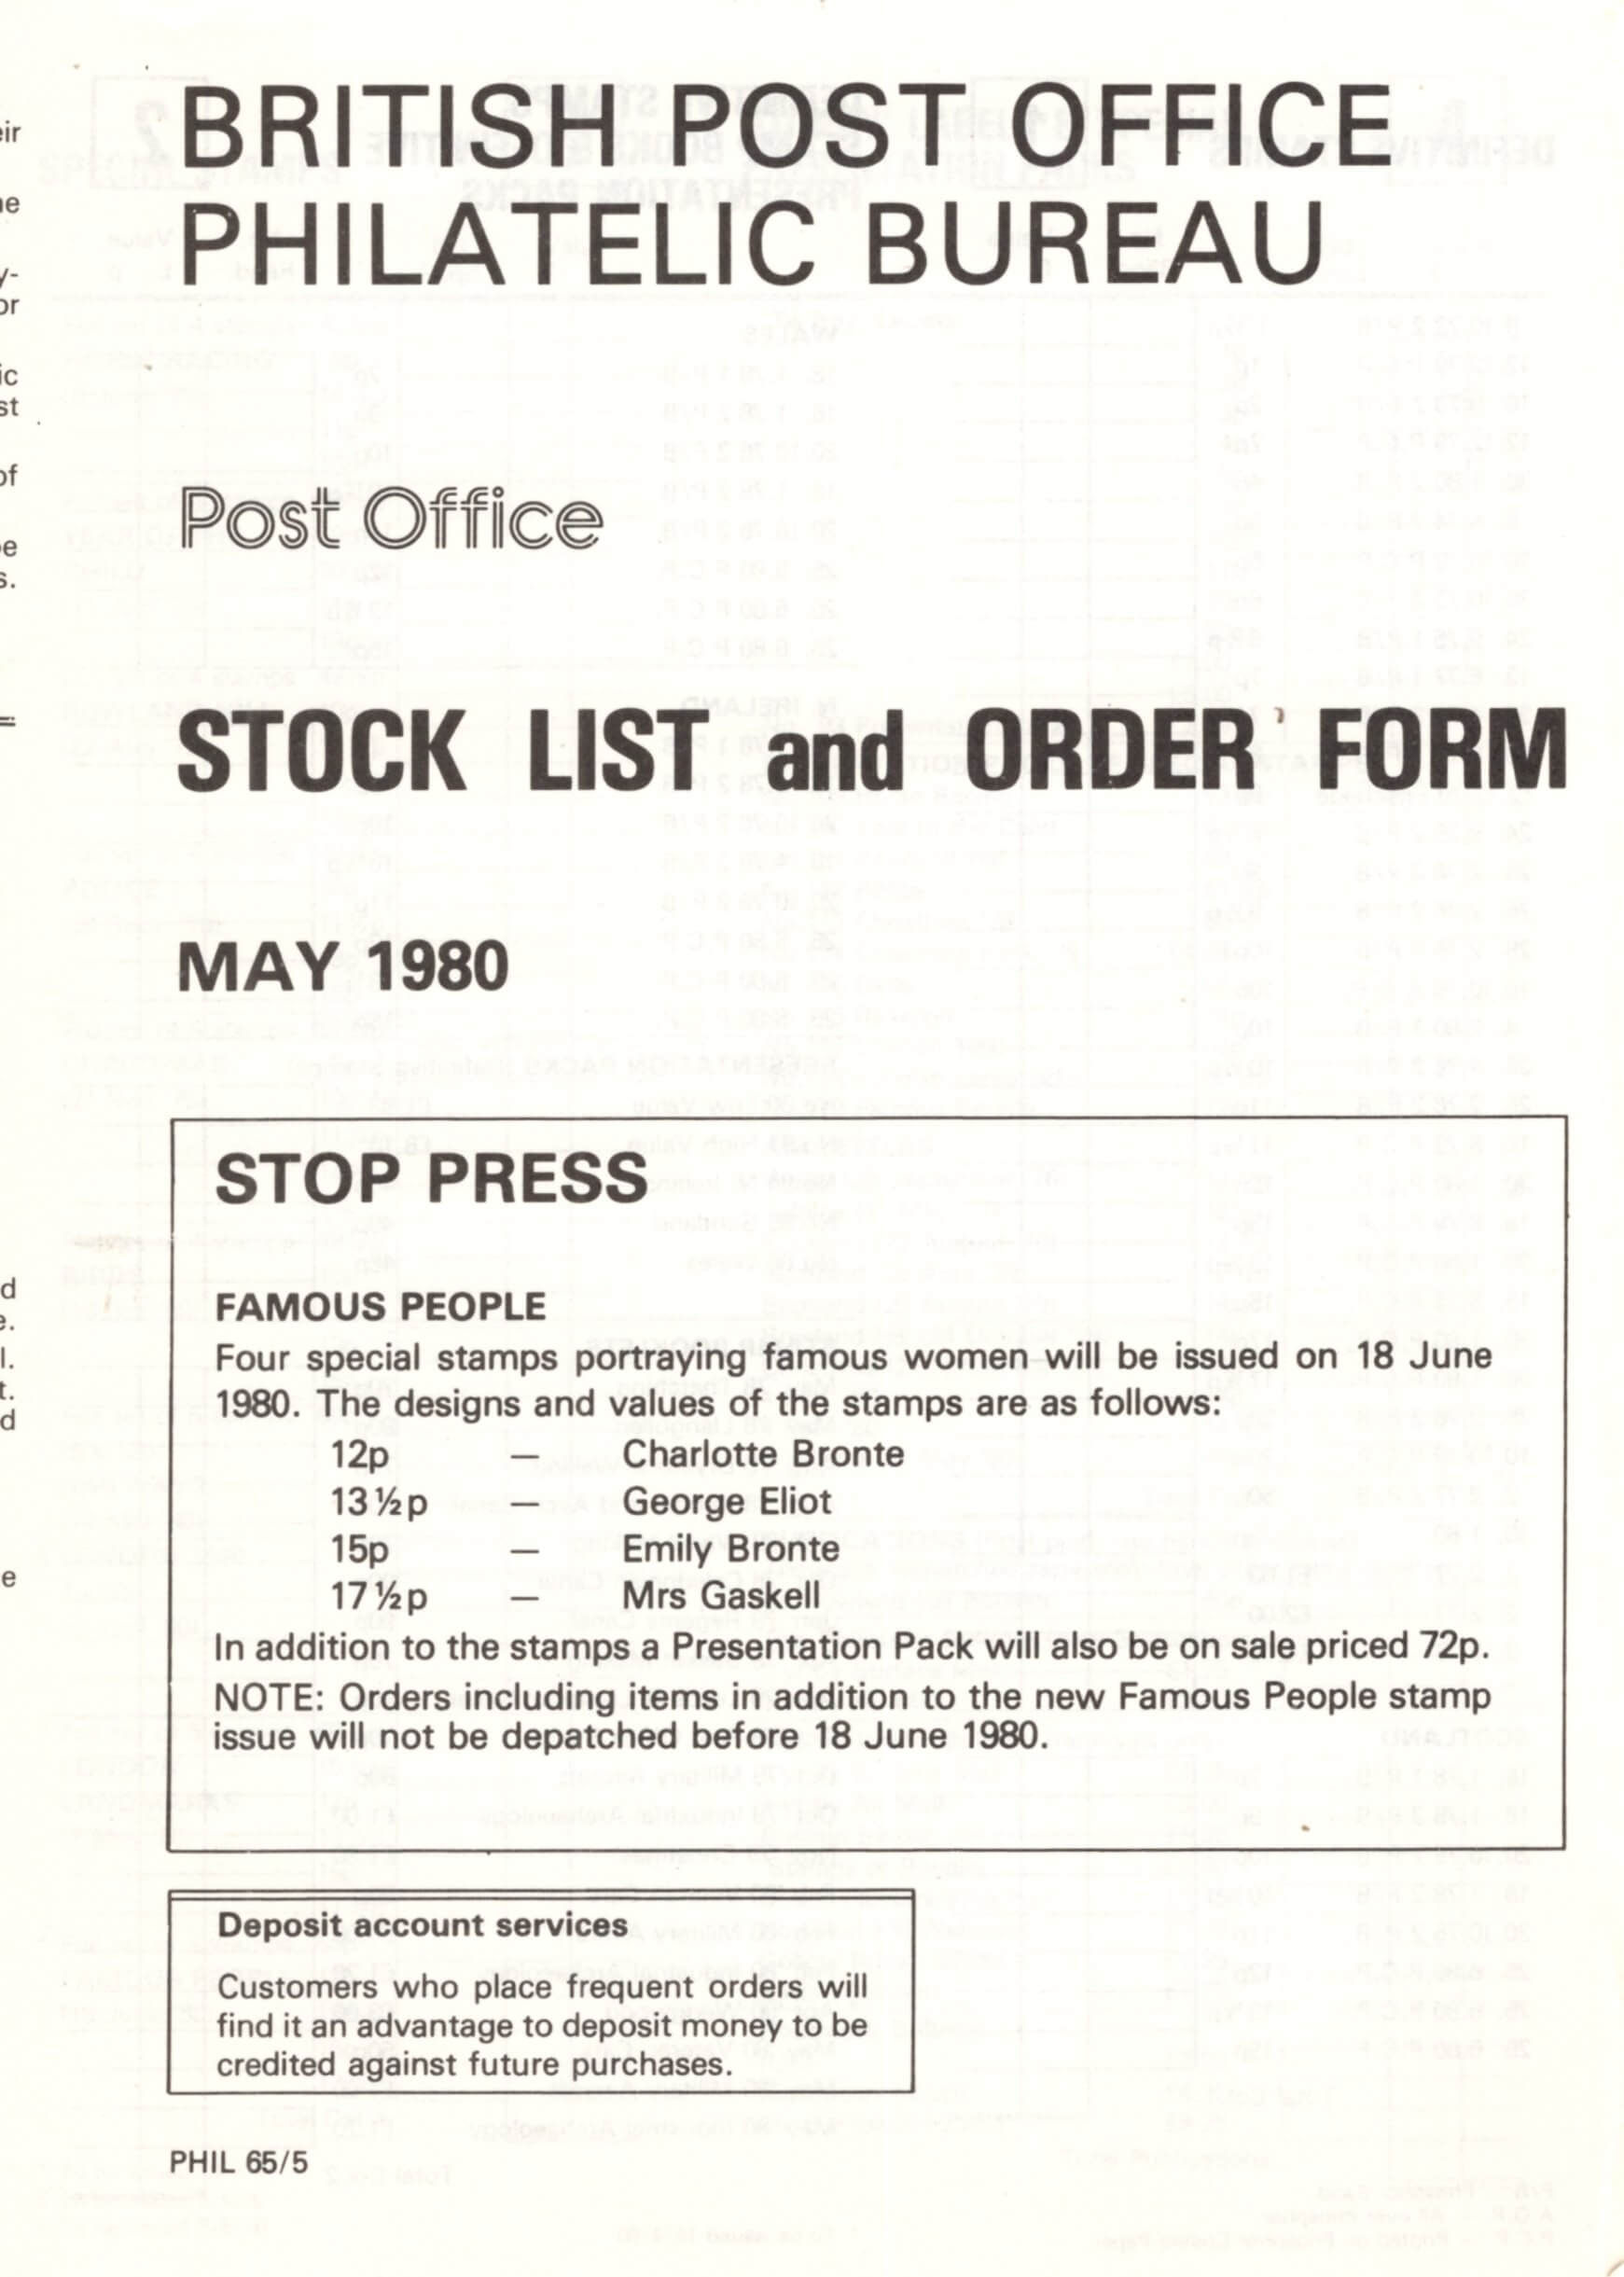 BRITISH POST OFFICE
PHILATELIC BUREAU
Post Office
STOCK LIST and ORDER FORM
MAY 1980
STOP PRESS
FAMOUS PEOPLE
Four special stamps portraying famous women will be issued on 18 June
1980. The designs and values of the stamps are as follows:
12p — Charlotte Bronte
13½p — George Eliot
15p — Emily Bronte
17½p — Mrs Gaskell
In addition to the stamps a Presentation Pack will also be on sale priced 72p.
NOTE: Orders including items in addition to the new Famous People stamp
issue will not be depatched before 18 June 1980.
Deposit account services
Customers who place frequent orders will
find it an advantage to deposit money to be
credited against future purchases.
PHIL 65/5